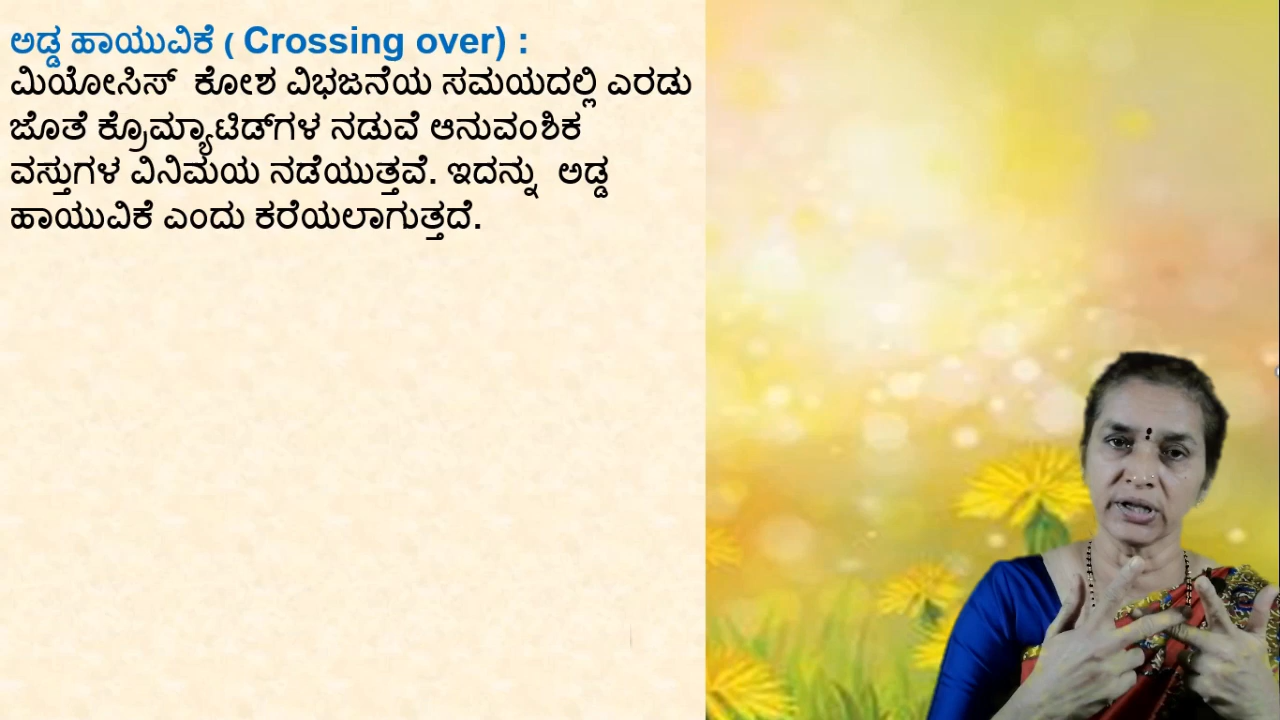 ಅಡ್ಡ ಹಾಯುವಿಕೆ ( Crossing over) :
ಮಿಯೋಸಿಸ್ ಕೋಶ ವಿಭಜನೆಯ ಸಮಯದಲ್ಲಿ ಎರಡು
ಜೊತೆ ಕ್ರೊಮ್ಯಾಟಿಡ್‌ಗಳ ನಡುವೆ ಆನುವಂಶಿಕ
ವಸ್ತುಗಳ ವಿನಿಮಯ ನಡೆಯುತ್ತವೆ. ಇದನ್ನು ಅಡ್ಡ
ಹಾಯುವಿಕೆ ಎಂದು ಕರೆಯಲಾಗುತ್ತದೆ.